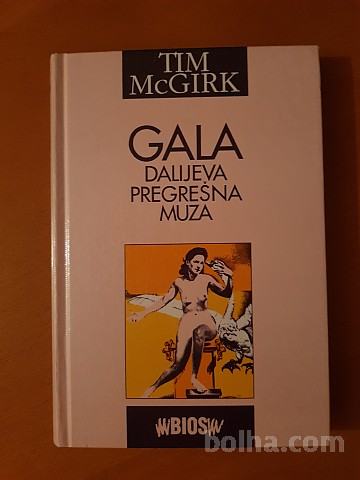 TIM
McGIRK
GALA
DALIJEVA
PREGREŠNA
MUZA
BIOS
bolha.com